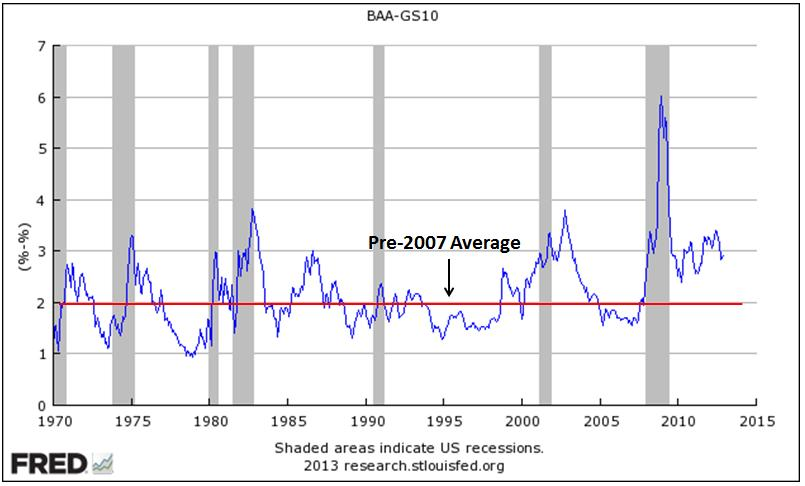 BAA-GS10
7
6
5
4
3
2
1
0
(%-%)
Pre-2007 Average
1970 1975 1980 1985 1990 1995 2000 2005 2010 2015
Shaded areas indicate US recessions.
2013 research.stlouisfed.org
FRED